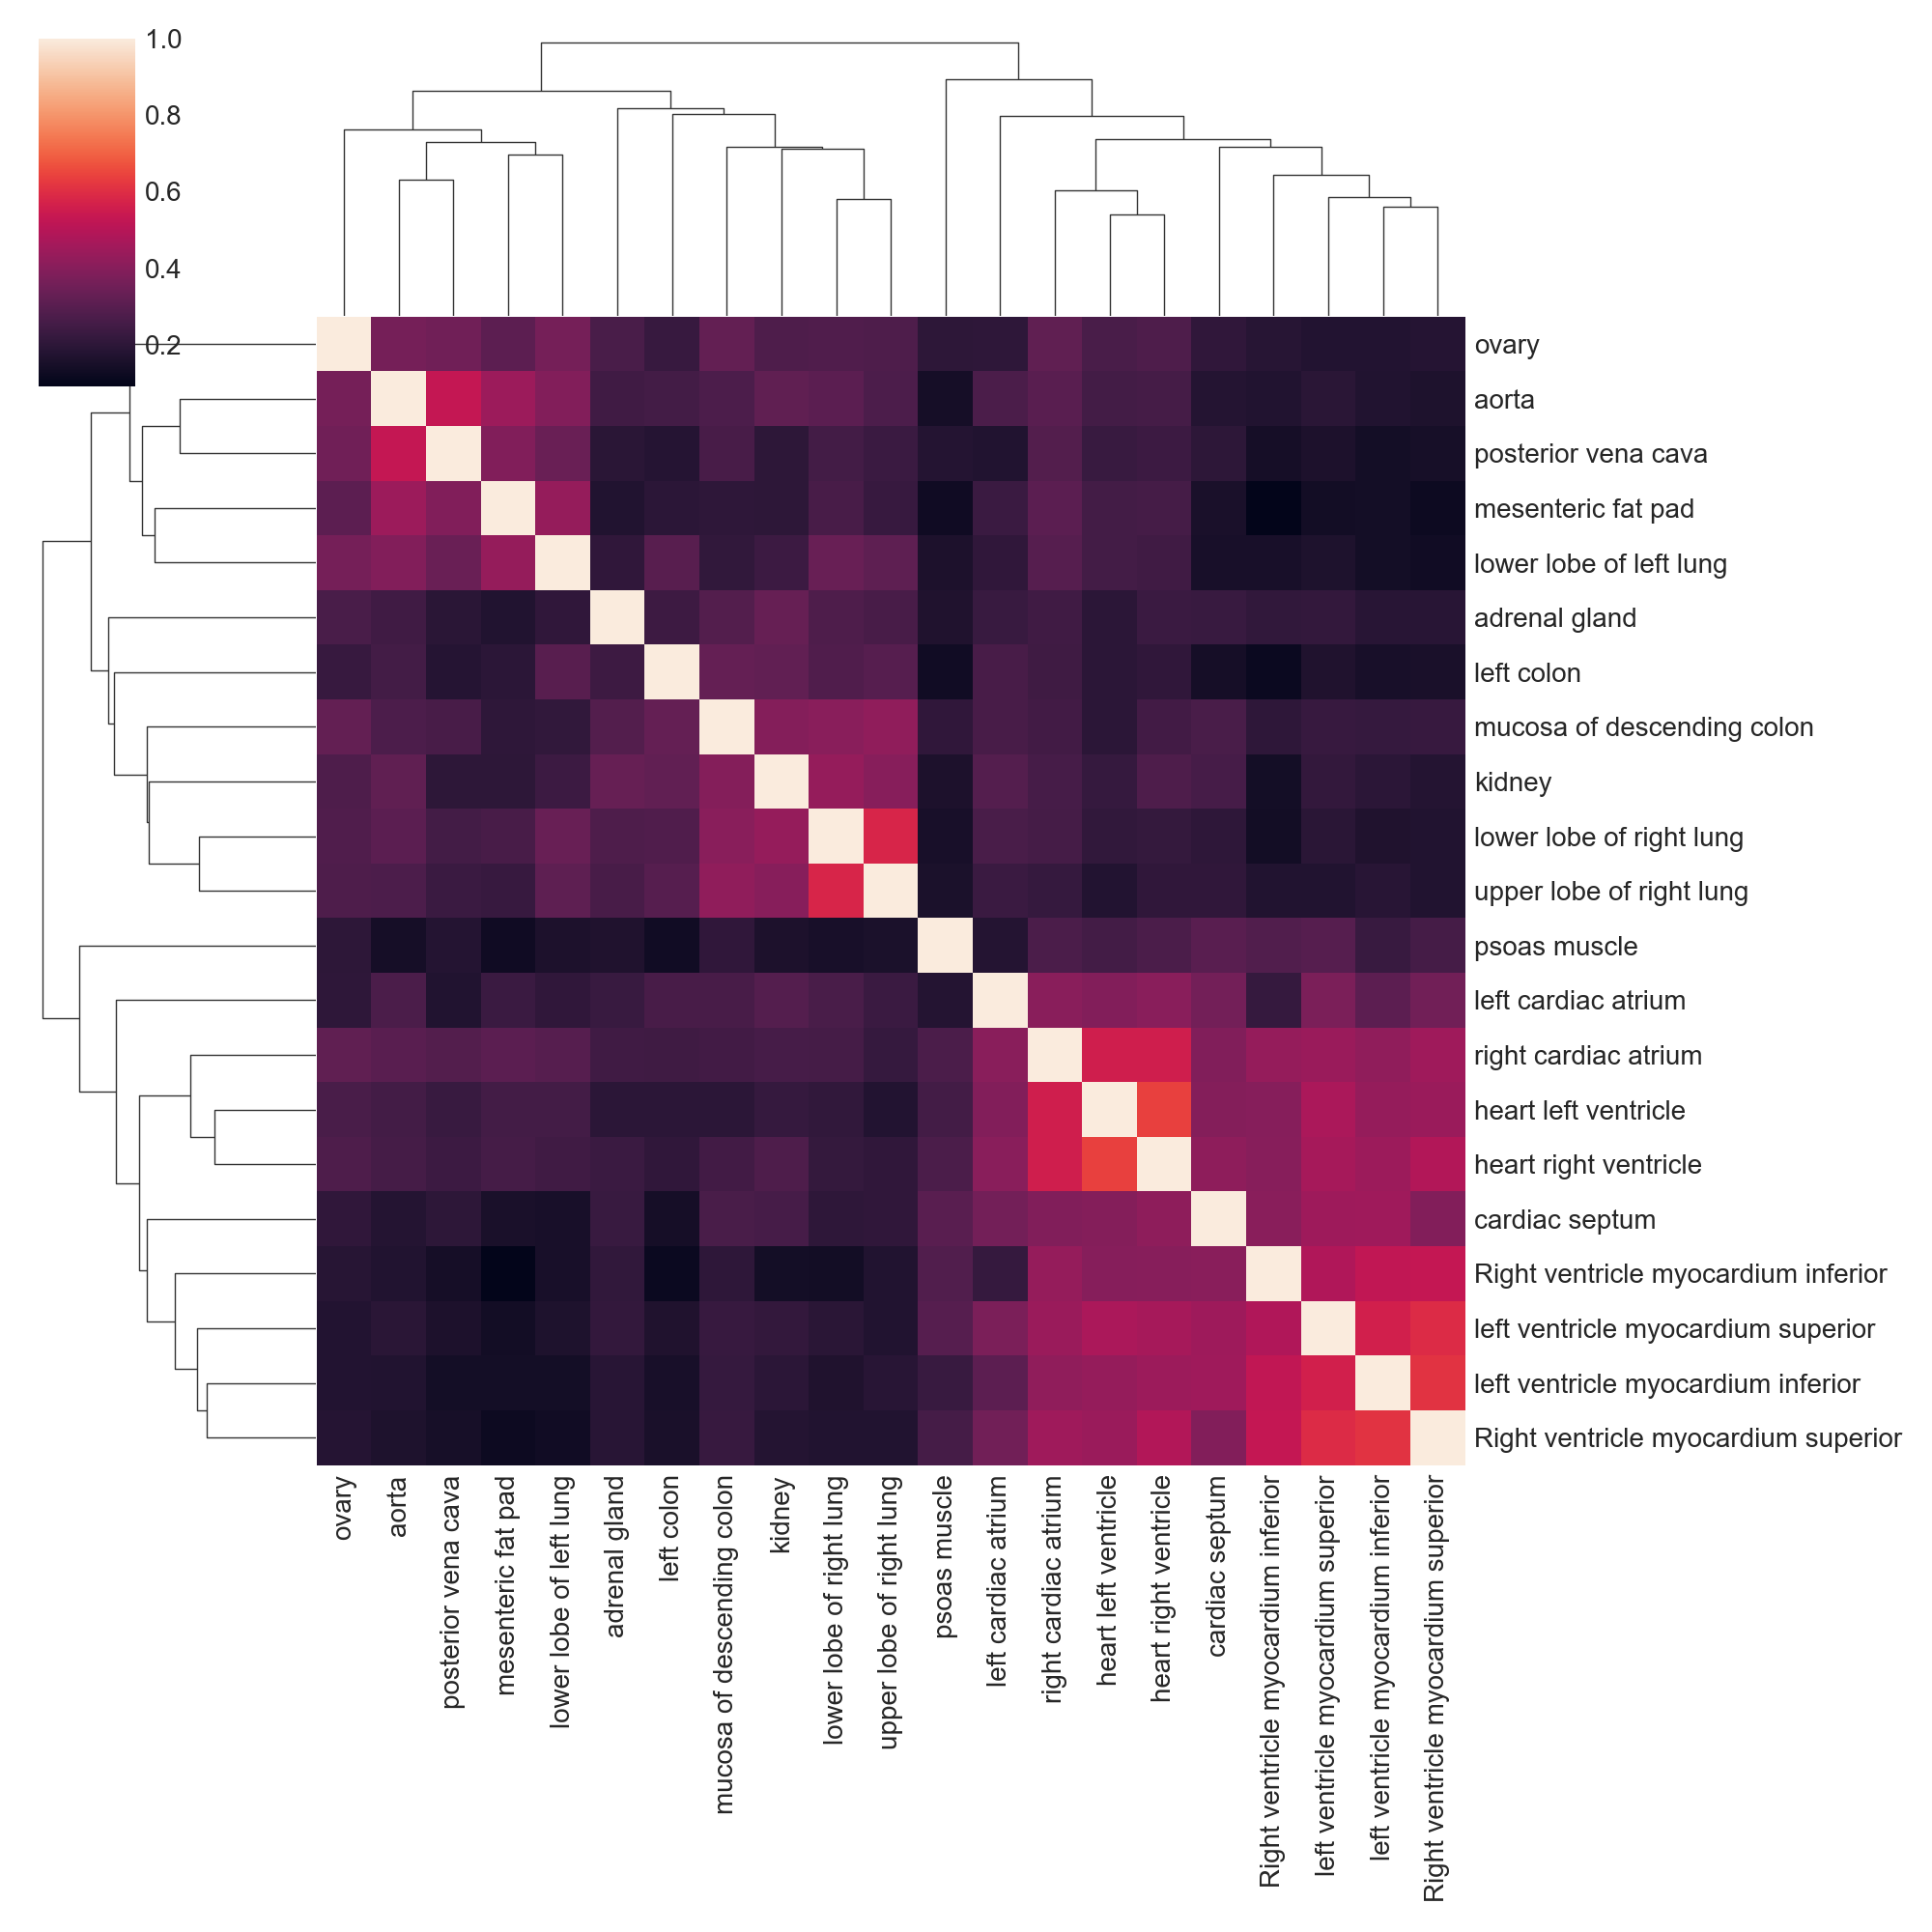 1.0
0.8
0.6
0.4
0.2
ovary
aorta
posterior vena cava
mesenteric fat pad
lower lobe of left lung
adrenal gland
left colon
mucosa of descending colon
kidney
lower lobe of right lung
upper lobe of right lung
psoas muscle
left cardiac atrium
right cardiac atrium
heart left ventricle
heart right ventricle
cardiac septum
Right ventricle myocardium inferior
left ventricle myocardium superior
left ventricle myocardium inferior
Right ventricle myocardium superior
ovary
aorta
posterior vena cava
mesenteric fat pad
lower lobe of left lung
adrenal gland
left colon
mucosa of descending colon
kidney
lower lobe of right lung
upper lobe of right lung
psoas muscle
left cardiac atrium
right cardiac atrium
heart left ventricle
heart right ventricle
cardiac septum
Right ventricle myocardium inferior
left ventricle myocardium superior
left ventricle myocardium inferior
Right ventricle myocardium superior